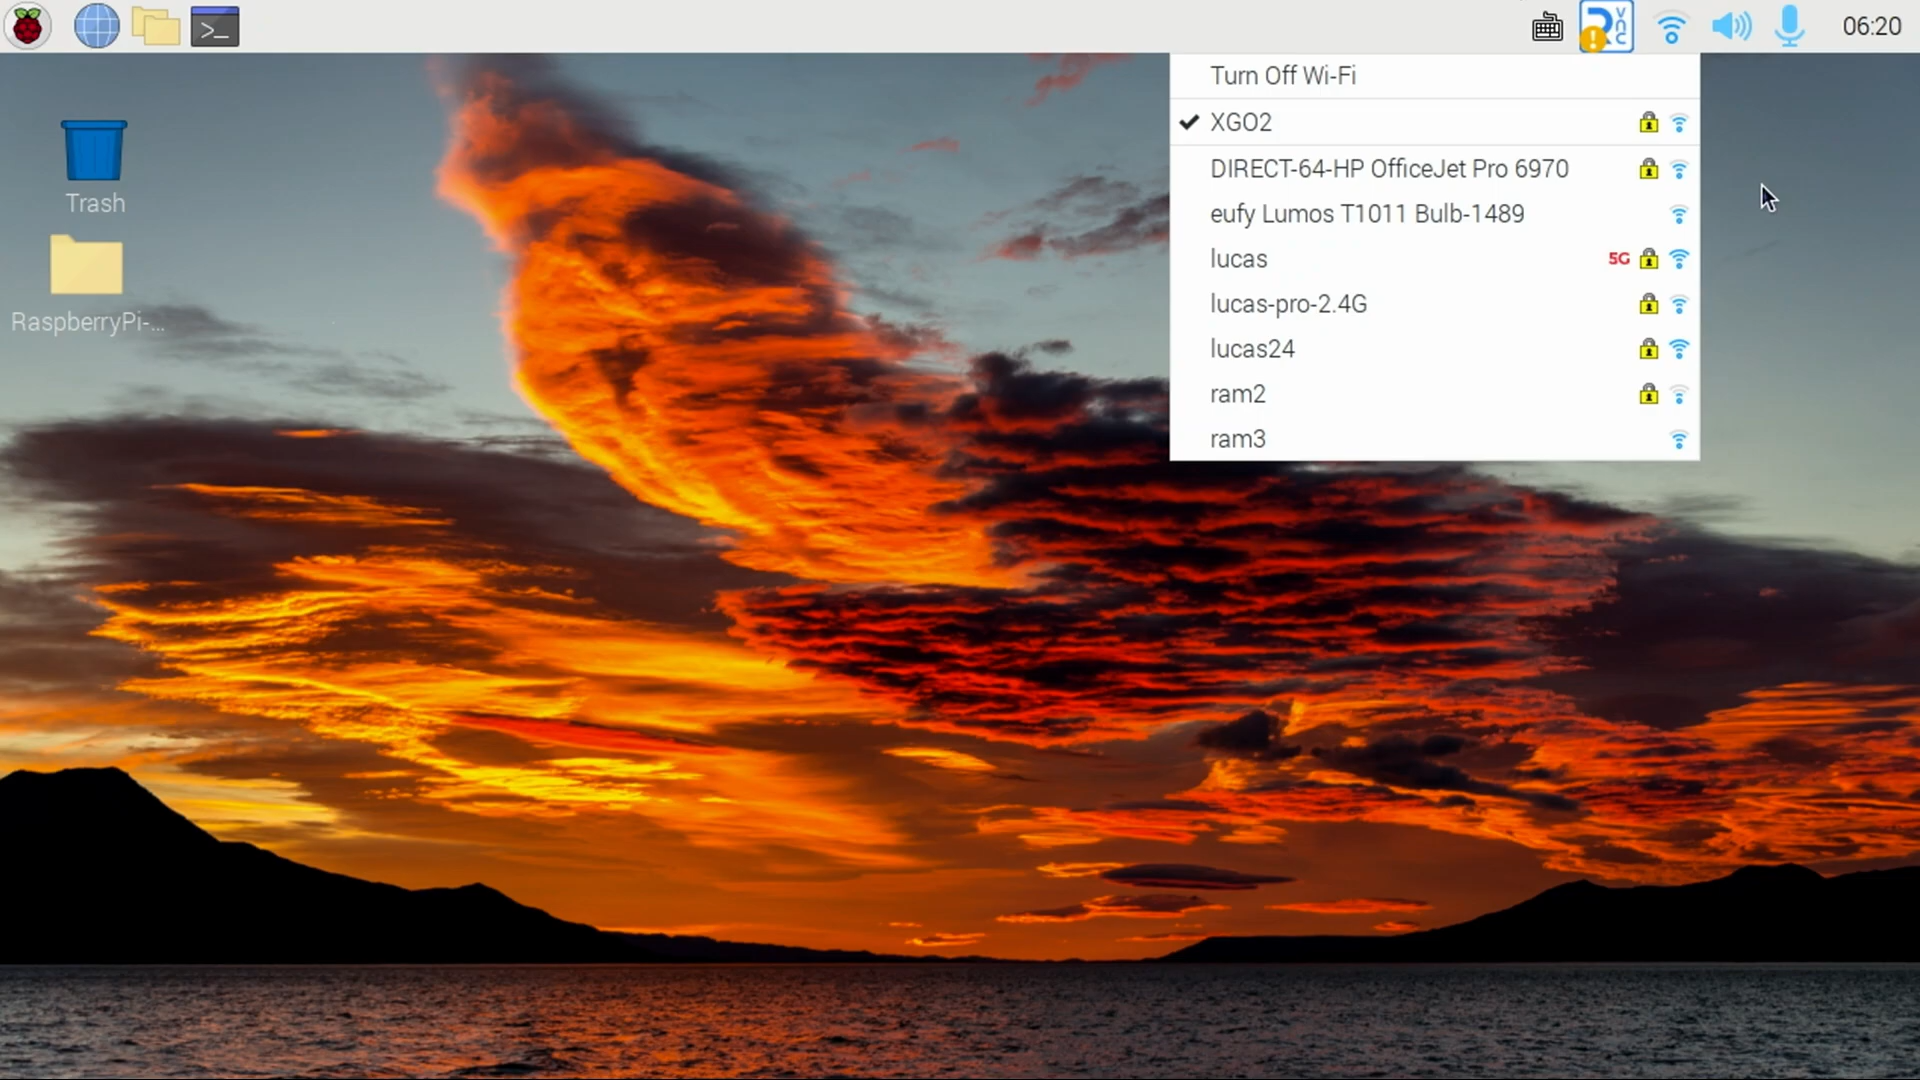 06:20
Turn Off Wi-Fi
XGO2
DIRECT-64-HP OfficeJet Pro 6970
eufy Lumos T1011 Bulb-1489
lucas 5G
lucas-pro-2.4G
lucas24
ram2
ram3
Trash
RaspberryPi-...